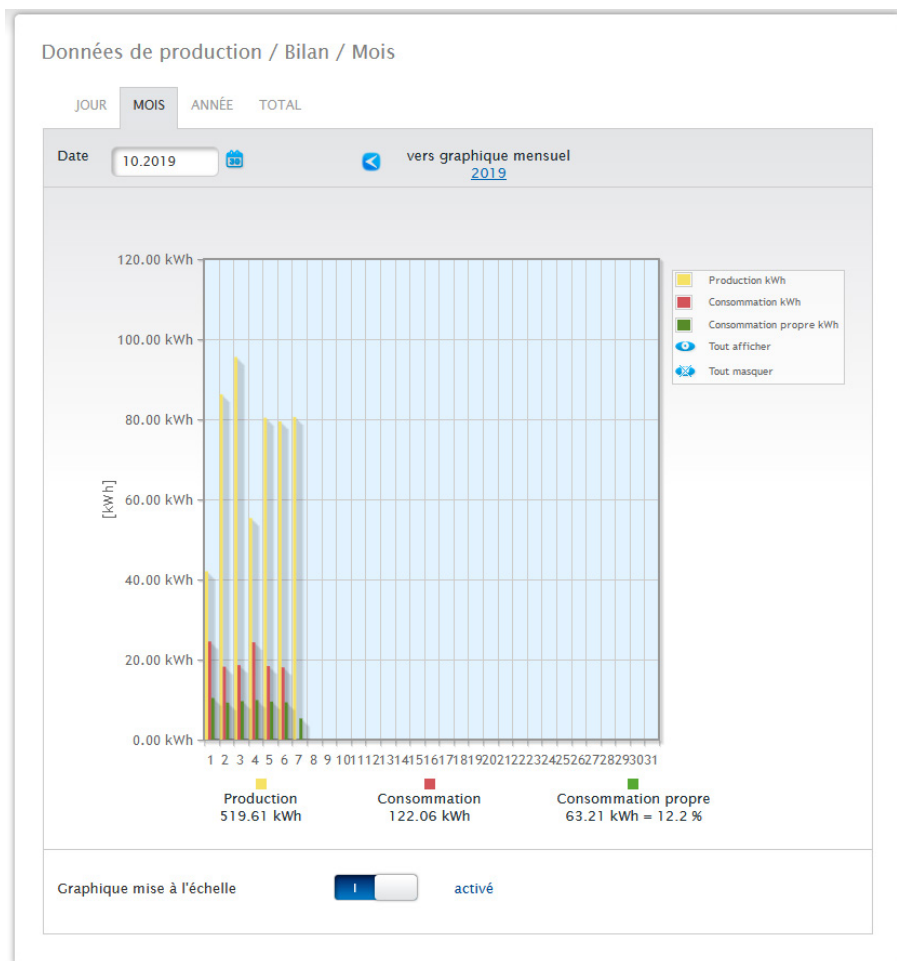 Données de production / Bilan / Mois
JOUR MOIS ANNÉE TOTAL
Date 10.2019 30 vers graphique mensuel
2019
120.00 kWh
100.00 kWh
80.00 kWh
60.00 kWh
40.00 kWh
20.00 kWh
0.00 kWh
[kWh]
Production kWh
Consommation kWh
Consommation propre kWh
Tout afficher
Tout masquer
1 2 3 4 5 6 7 8 9 10 11 12 13 14 15 16 17 18 19 20 21 22 23 24 25 26 27 28 29 30 31
Production Consommation Consommation propre
519.61 kWh 122.06 kWh 63.21 kWh = 12.2 %
Graphique mise à l'échelle I activé